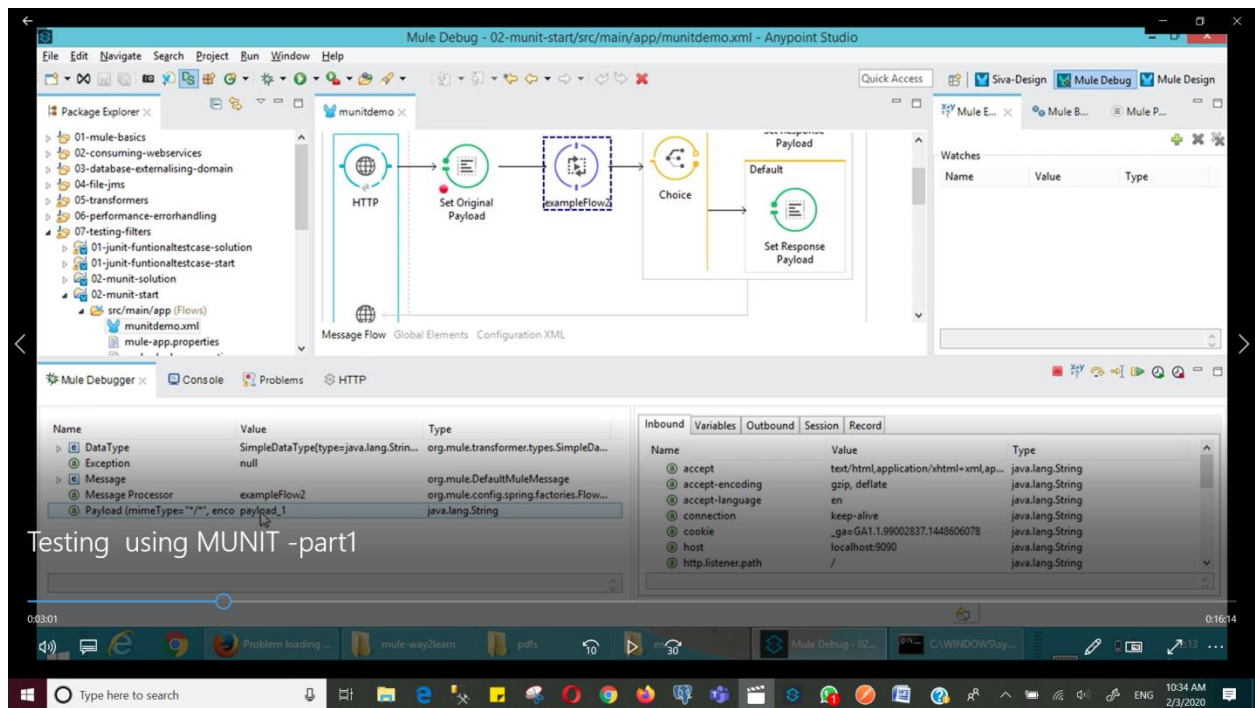 Mule Debug - 02-munit-start/src/main/app/munitdemo.xml - Anypoint Studio
File Edit Navigate Search Project Run Window Help
Quick Access
Siva-Design
Mule Debug
Mule Design
Package Explorer
01-mule-basics
02-consuming-webservices
03-database-externalising-domain
04-file-jms
05-transformers
06-performance-errorhandling
07-testing-filters
01-junit-funtionaltestcase-solution
01-junit-funtionaltestcase-start
02-munit-solution
02-munit-start
src/main/app (Flows)
munitdemo.xml
mule-app.properties
munitdemo
HTTP
Set Original
Payload
exampleFlow2
Choice
Set Response
Payload
Default
Set Response
Payload
Message Flow Global Elements Configuration XML
Mule E...
Mule B...
Mule P...
Watches
Name Value Type
Mule Debugger
Console
Problems
HTTP
Name Value Type
DataType SimpleDataType{type=java.lang.Strin... org.mule.transformer.types.SimpleDa...
Exception null
Message org.mule.DefaultMuleMessage
Message Processor exampleFlow2 org.mule.config.spring.factories.Flow...
Payload (mimeType="*/*", enco payload_1 java.lang.String
Inbound Variables Outbound Session Record
Name Value Type
accept text/html,application/xhtml+xml,ap... java.lang.String
accept-encoding gzip, deflate java.lang.String
accept-language en java.lang.String
connection keep-alive java.lang.String
cookie _ga=GA1.1.99002837.1448606078 java.lang.String
host localhost:9090 java.lang.String
http.listener.path / java.lang.String
Testing using MUNIT -part1
0:03:01
0:16:14
Problem loading ...
mule-way2learn
pdfs
10
30
Mule Debug - 02...
C:\WINDOWS\sy...
Type here to search
ENG
10:34 AM
2/3/2020